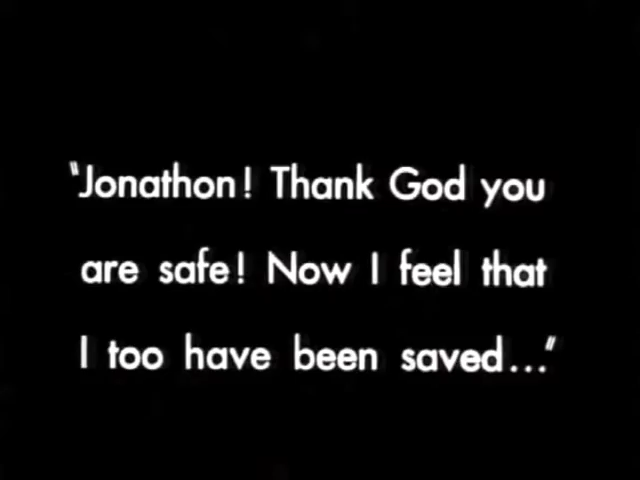 "Jonathon! Thank God you
are safe! Now I feel that
I too have been saved..."